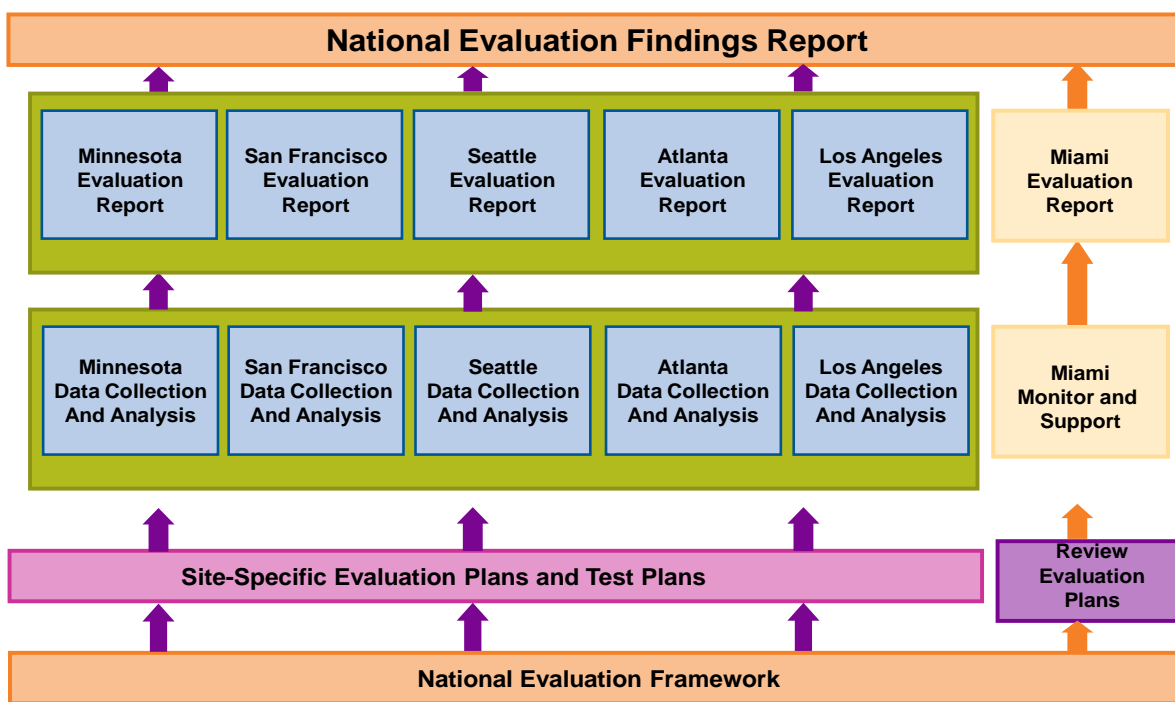 National Evaluation Findings Report
Minnesota
Evaluation
Report
San Francisco
Evaluation
Report
Seattle
Evaluation
Report
Atlanta
Evaluation
Report
Los Angeles
Evaluation
Report
Miami
Evaluation
Report
Minnesota
Data Collection
And Analysis
San Francisco
Data Collection
And Analysis
Seattle
Data Collection
And Analysis
Atlanta
Data Collection
And Analysis
Los Angeles
Data Collection
And Analysis
Miami
Monitor and
Support
Site-Specific Evaluation Plans and Test Plans
Review
Evaluation
Plans
National Evaluation Framework